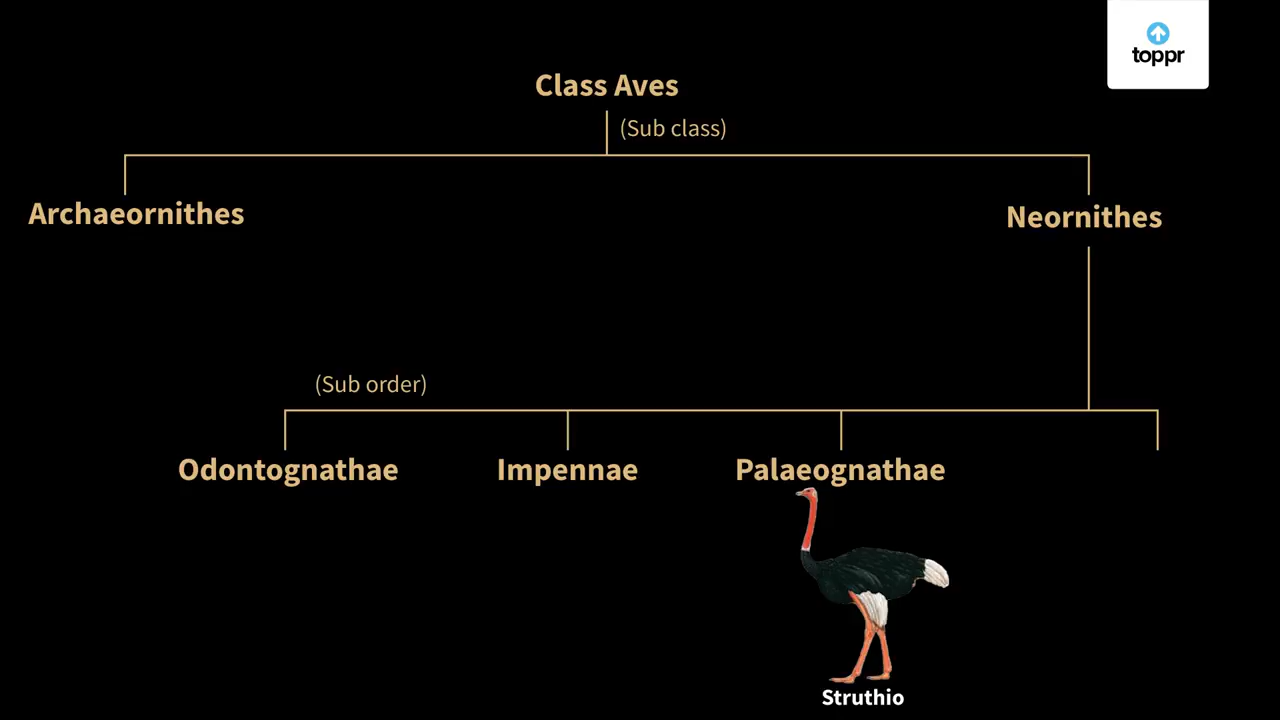 toppr
Class Aves
(Sub class)
Archaeornithes
Neornithes
(Sub order)
Odontognathae
Impennae
Palaeognathae
Struthio